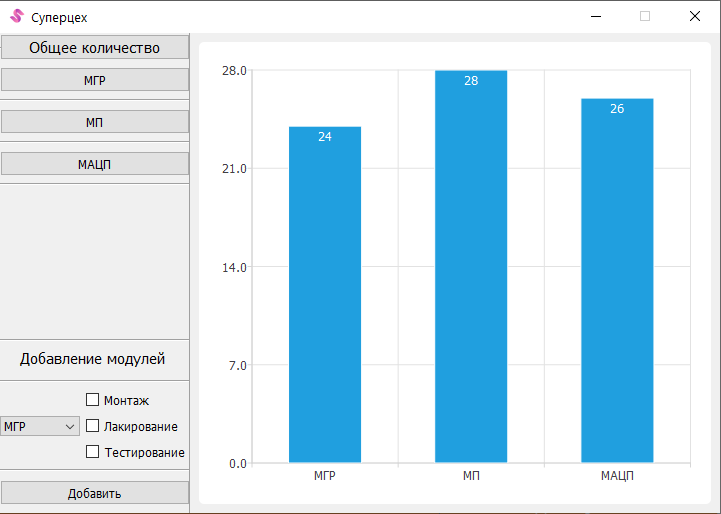 Суперцех
Общее количество
МГР
МП
МАЦП
Добавление модулей
МГР
Монтаж
Лакирование
Тестирование
Добавить
28.0
21.0
14.0
7.0
0.0
24
28
26
МГР
МП
МАЦП